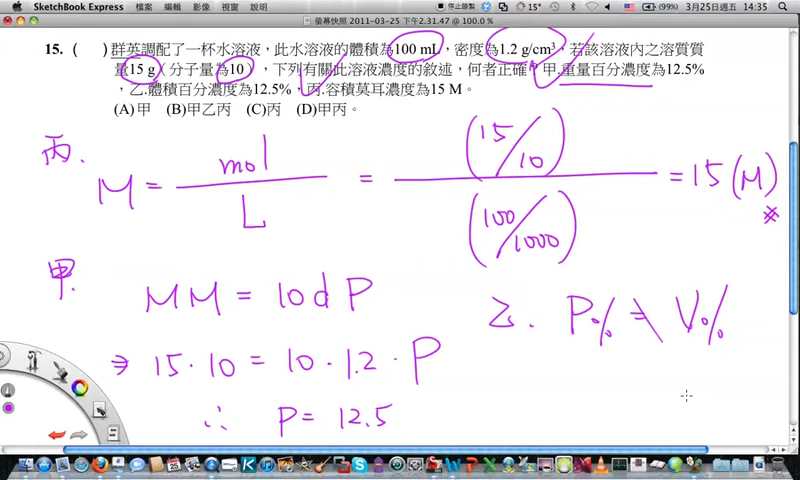 SketchBook Express 檔案 編輯 影像 視窗 說明
停止錄製 15° (99%) 3月25日週五 14:35
螢幕快照 2011-03-25 下午2.31.47 @ 100.0 %
15. ( ) 群英調配了一杯水溶液，此水溶液的體積為100 mL，密度為1.2 g/cm³，若該溶液內之溶質質
量15 g（分子量為10），下列有關此溶液濃度的敘述，何者正確？甲.重量百分濃度為12.5%
，乙.體積百分濃度為12.5%，丙.容積莫耳濃度為15 M。
(A)甲 (B)甲乙丙 (C)丙 (D)甲丙。
丙. M = mol / L = (15/10) / (100/1000) = 15 (M)
甲. MM = 10 d P
乙. P% ≠ V%
⇒ 15 · 10 = 10 · 1.2 · P
∴ P = 12.5